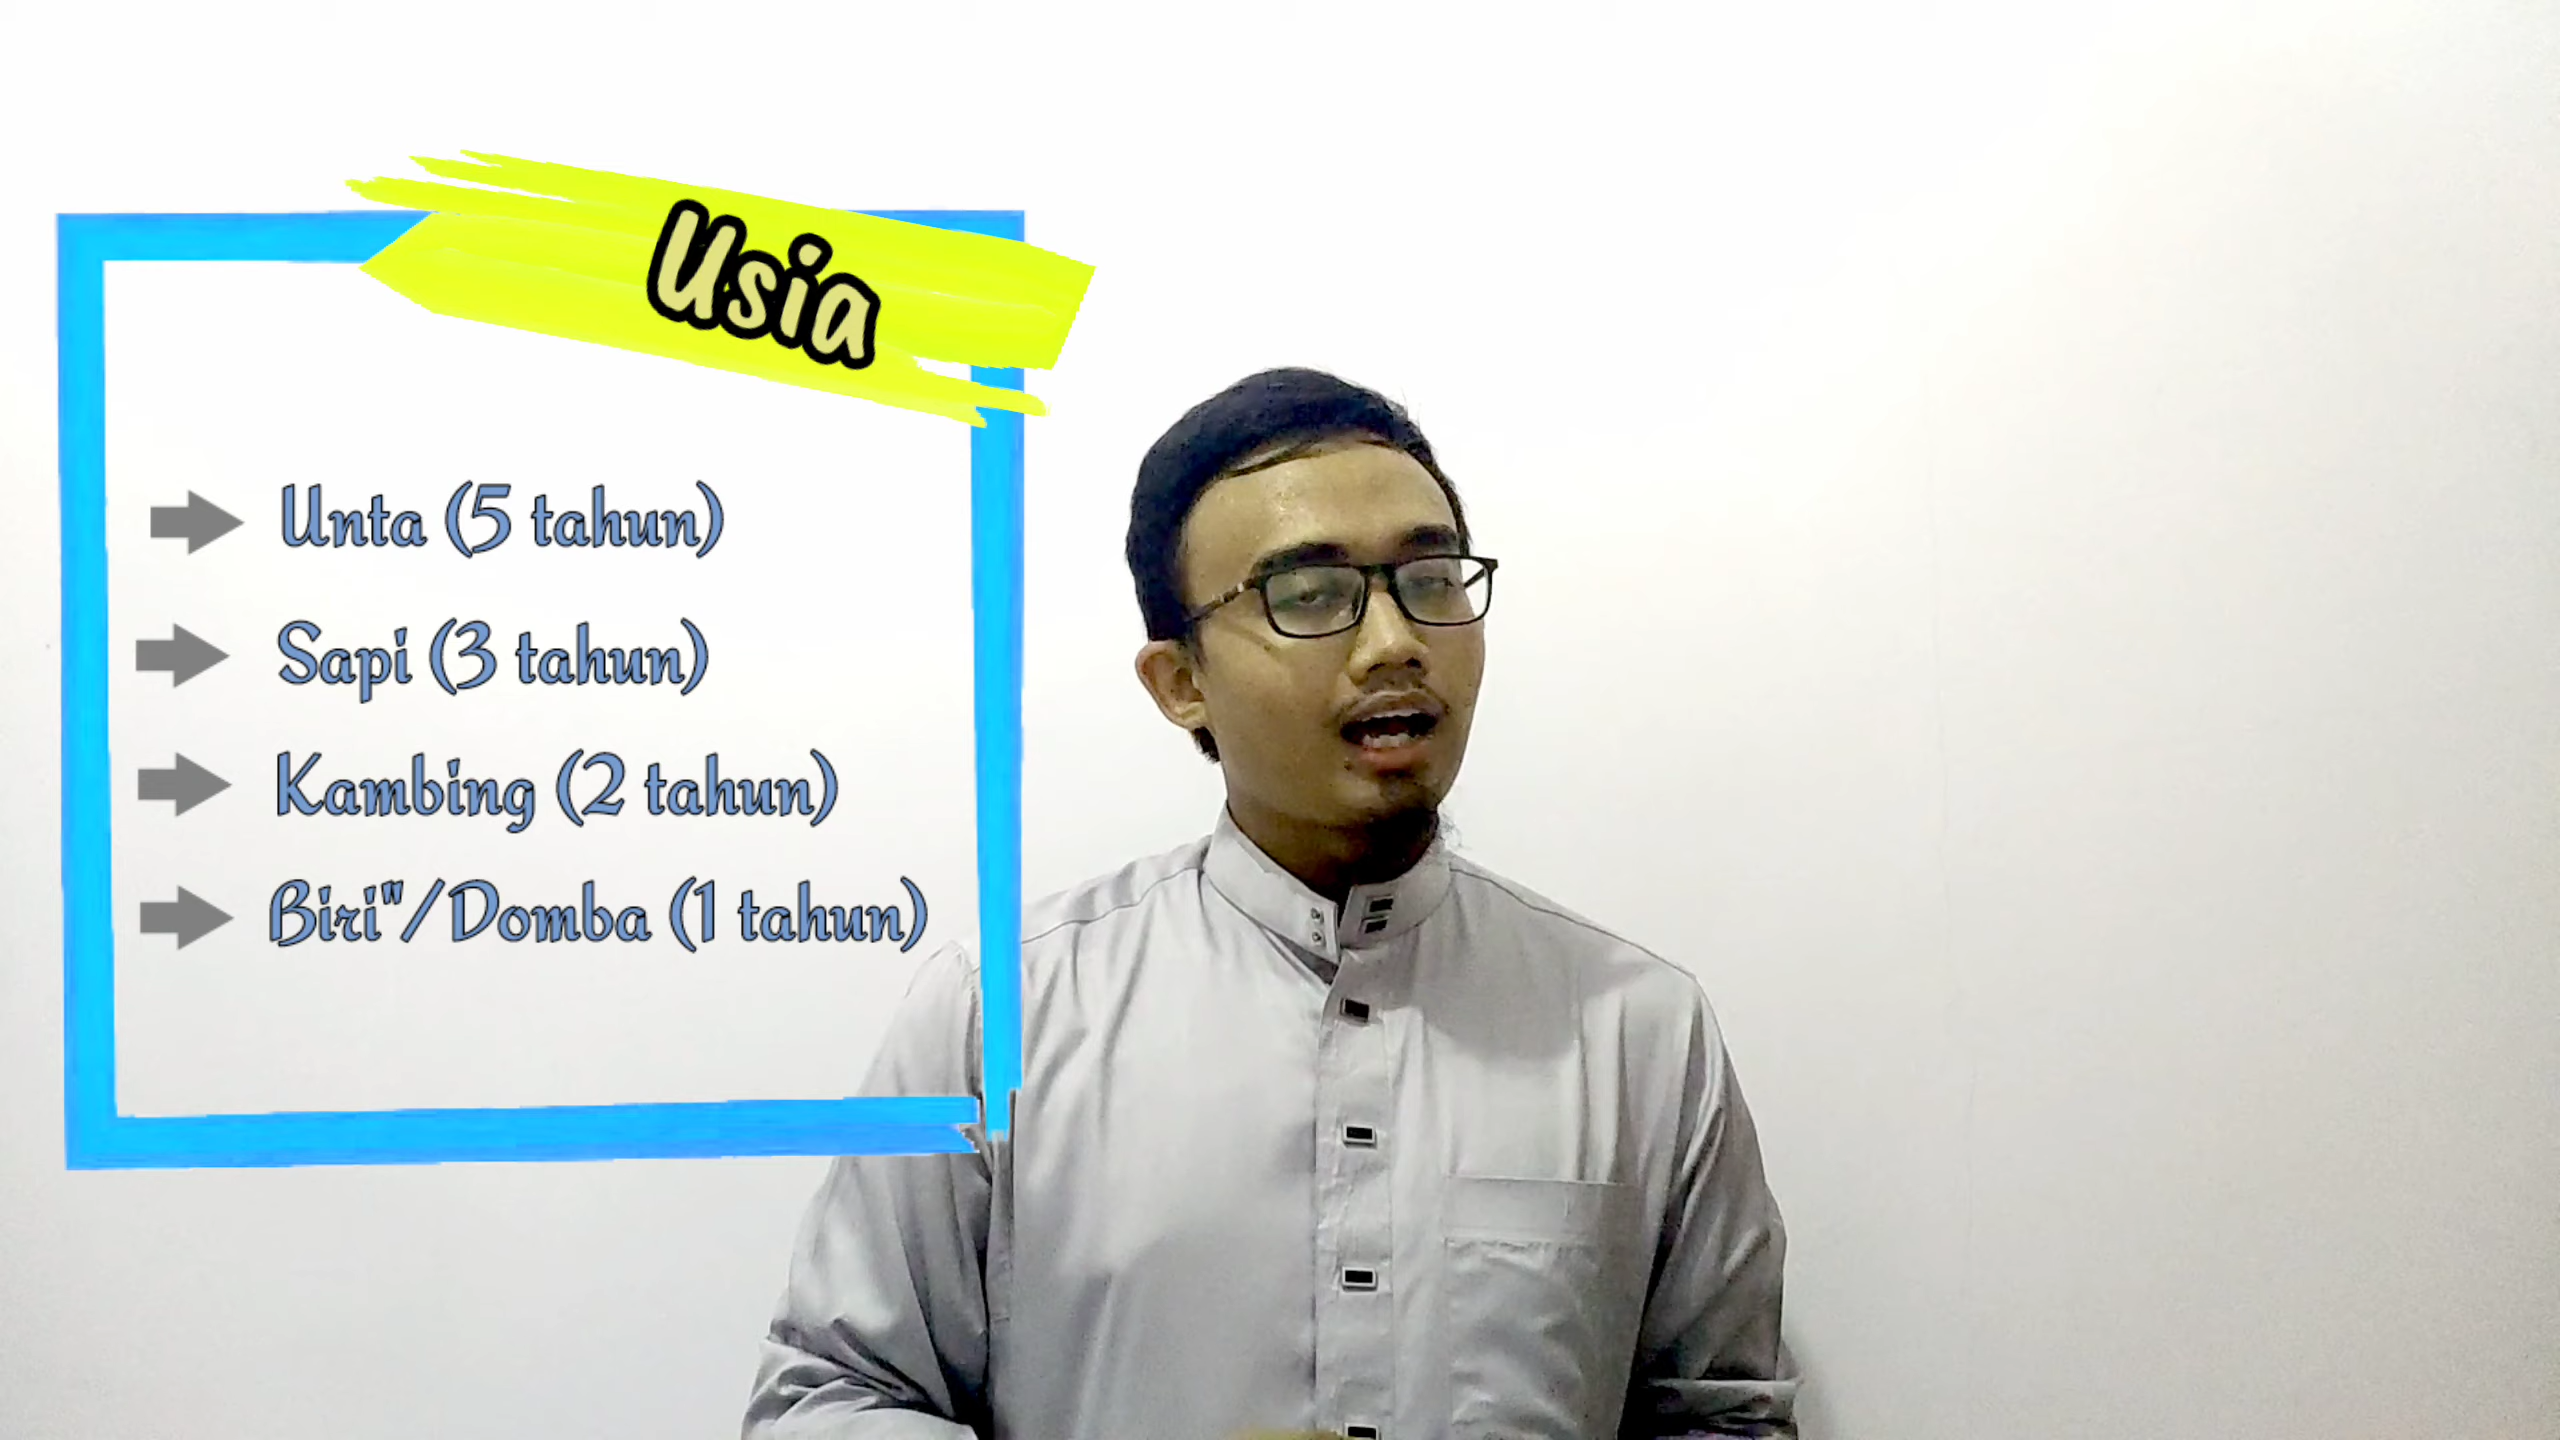 Usia
Unta (5 tahun)
Sapi (3 tahun)
Kambing (2 tahun)
Biri"/Domba (1 tahun)